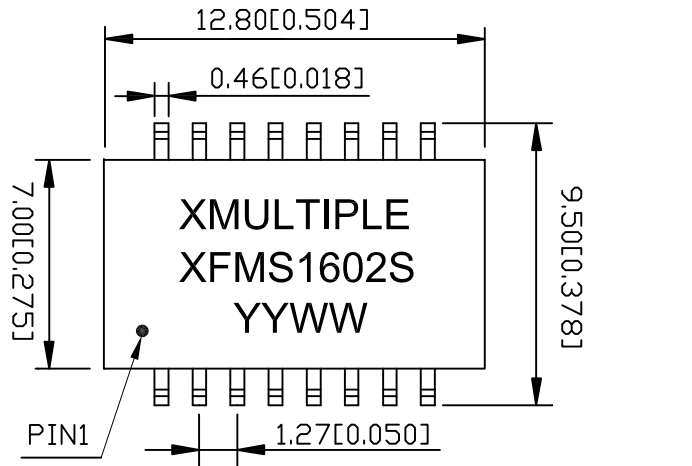 12.80[0.504]
0.46[0.018]
7.00[0.275]
XMULTIPLE
XFMS1602S
YYWW
9.50[0.378]
PIN1
1.27[0.050]